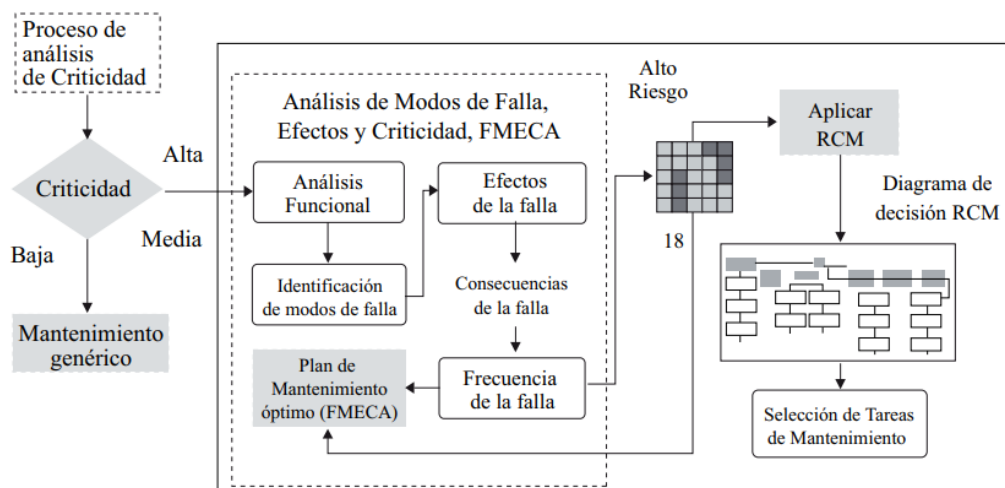 Proceso de
análisis
de Criticidad
Criticidad
Alta
Media
Baja
Mantenimiento
genérico
Análisis de Modos de Falla,
Efectos y Criticidad, FMECA
Análisis
Funcional
Identificación
de modos de falla
Efectos
de la falla
Consecuencias
de la falla
Frecuencia
de la falla
Plan de
Mantenimiento
óptimo (FMECA)
Alto
Riesgo
18
Aplicar
RCM
Diagrama de
decisión RCM
Selección de Tareas
de Mantenimiento